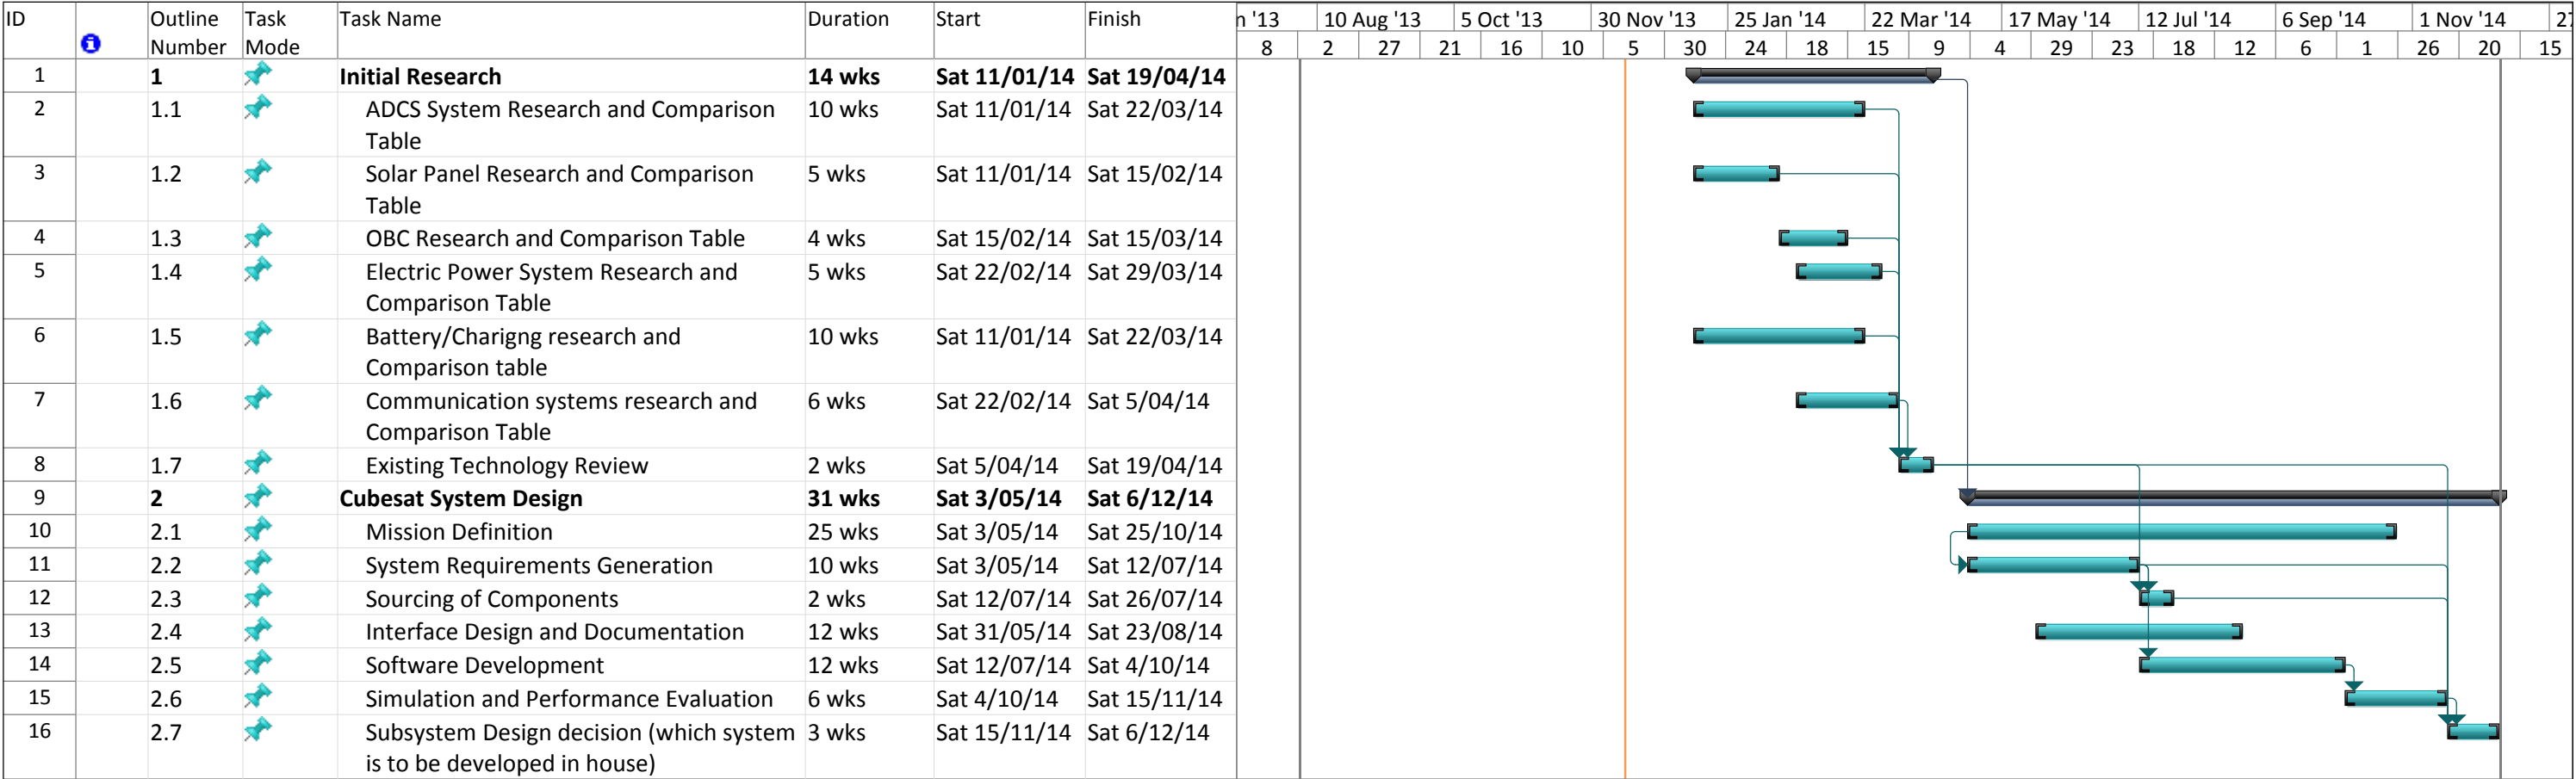 ID Outline Task Task Name Duration Start Finish n '13 10 Aug '13 5 Oct '13 30 Nov '13 25 Jan '14 22 Mar '14 17 May '14 12 Jul '14 6 Sep '14 1 Nov '14
Number Mode 8 2 27 21 16 10 5 30 24 18 15 9 4 29 23 18 12 6 1 26 20 15
1 1 Initial Research 14 wks Sat 11/01/14 Sat 19/04/14
2 1.1 ADCS System Research and Comparison 10 wks Sat 11/01/14 Sat 22/03/14
Table
3 1.2 Solar Panel Research and Comparison 5 wks Sat 11/01/14 Sat 15/02/14
Table
4 1.3 OBC Research and Comparison Table 4 wks Sat 15/02/14 Sat 15/03/14
5 1.4 Electric Power System Research and 5 wks Sat 22/02/14 Sat 29/03/14
Comparison Table
6 1.5 Battery/Charigng research and 10 wks Sat 11/01/14 Sat 22/03/14
Comparison table
7 1.6 Communication systems research and 6 wks Sat 22/02/14 Sat 5/04/14
Comparison Table
8 1.7 Existing Technology Review 2 wks Sat 5/04/14 Sat 19/04/14
9 2 Cubesat System Design 31 wks Sat 3/05/14 Sat 6/12/14
10 2.1 Mission Definition 25 wks Sat 3/05/14 Sat 25/10/14
11 2.2 System Requirements Generation 10 wks Sat 3/05/14 Sat 12/07/14
12 2.3 Sourcing of Components 2 wks Sat 12/07/14 Sat 26/07/14
13 2.4 Interface Design and Documentation 12 wks Sat 31/05/14 Sat 23/08/14
14 2.5 Software Development 12 wks Sat 12/07/14 Sat 4/10/14
15 2.6 Simulation and Performance Evaluation 6 wks Sat 4/10/14 Sat 15/11/14
16 2.7 Subsystem Design decision (which system 3 wks Sat 15/11/14 Sat 6/12/14
is to be developed in house)